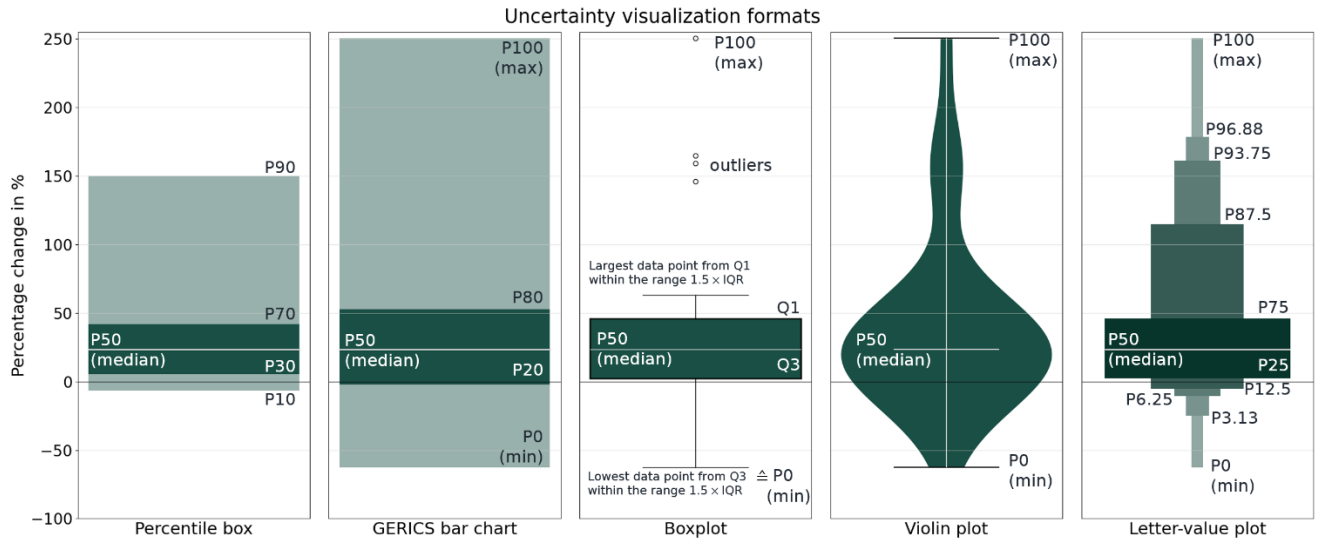 Uncertainty visualization formats
Percentage change in %
250
200
150
100
50
0
−50
−100
P90
P70
P50
(median)
P30
P10
Percentile box
P100
(max)
P80
P50
(median)
P20
P0
(min)
GERICS bar chart
P100
(max)
outliers
Largest data point from Q1
within the range 1.5 × IQR
Q1
P50
(median)
Q3
Lowest data point from Q3
within the range 1.5 × IQR
≙ P0
(min)
Boxplot
P100
(max)
P50
(median)
P0
(min)
Violin plot
P100
(max)
P96.88
P93.75
P87.5
P75
P50
(median)
P25
P12.5
P6.25
P3.13
P0
(min)
Letter-value plot